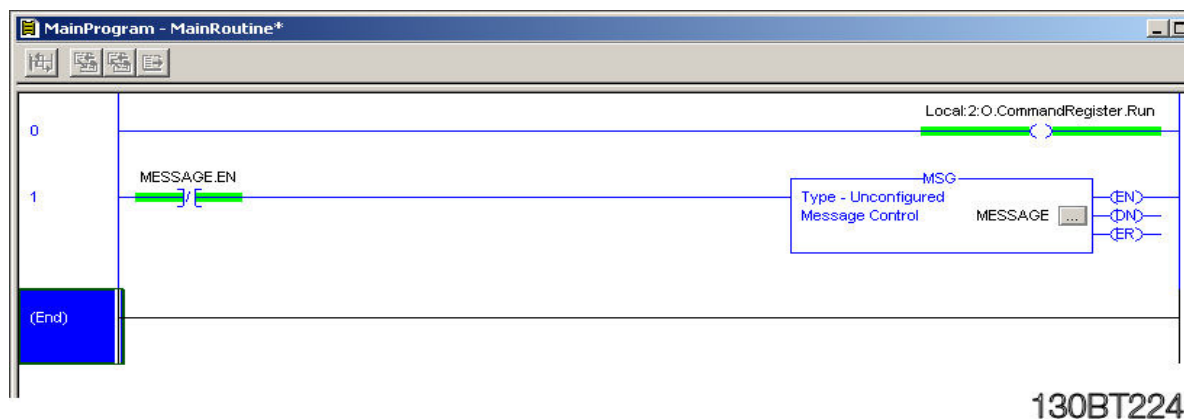 MainProgram - MainRoutine*
Local:2:O.CommandRegister.Run
0
MESSAGE.EN
1
MSG
Type - Unconfigured
Message Control MESSAGE ...
EN
DN
ER
(End)
130BT224